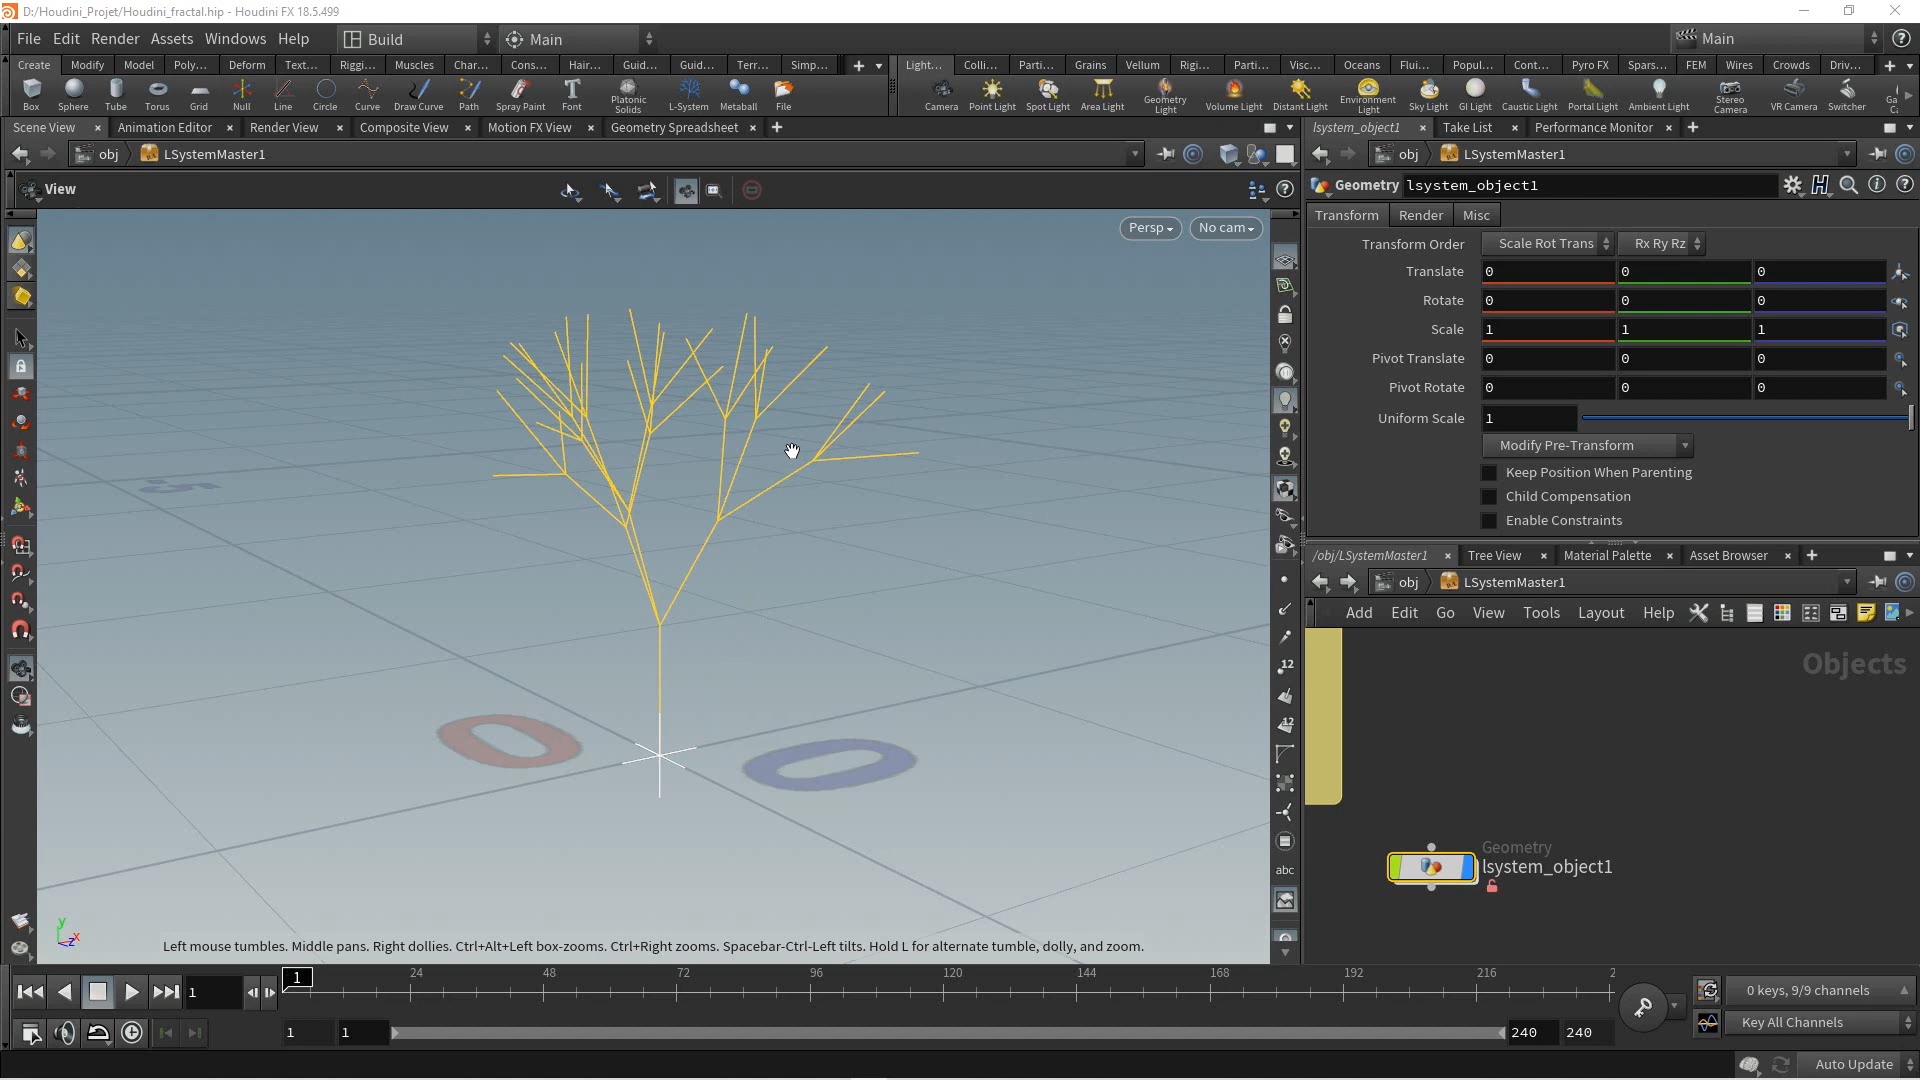 D:/Houdini_Projet/Houdini_fractal.hip - Houdini FX 18.5.499
File Edit Render Assets Windows Help Build Main Main
Create Modify Model Poly... Deform Text... Riggi... Muscles Char... Cons... Hair... Guid... Guid... Terr... Simp... Light... Colli... Parti... Grains Vellum Rigi... Parti... Visc... Oceans Flui... Popul... Cont... Pyro FX Spars... FEM Wires Crowds Driv...
Box Sphere Tube Torus Grid Null Line Circle Curve Draw Curve Path Spray Paint Font Platonic Solids L-System Metaball File Camera Point Light Spot Light Area Light Geometry Light Volume Light Distant Light Environment Light Sky Light GI Light Caustic Light Portal Light Ambient Light Stereo Camera VR Camera Switcher
Scene View Animation Editor Render View Composite View Motion FX View Geometry Spreadsheet
obj LSystemMaster1
View
Persp No cam
5
0 0
y x z
Left mouse tumbles. Middle pans. Right dollies. Ctrl+Alt+Left box-zooms. Ctrl+Right zooms. Spacebar-Ctrl-Left tilts. Hold L for alternate tumble, dolly, and zoom.
12
12
abc
lsystem_object1 Take List Performance Monitor
obj LSystemMaster1
Geometry lsystem_object1
Transform Render Misc
Transform Order Scale Rot Trans Rx Ry Rz
Translate 0 0 0
Rotate 0 0 0
Scale 1 1 1
Pivot Translate 0 0 0
Pivot Rotate 0 0 0
Uniform Scale 1
Modify Pre-Transform
Keep Position When Parenting
Child Compensation
Enable Constraints
/obj/LSystemMaster1 Tree View Material Palette Asset Browser
obj LSystemMaster1
Add Edit Go View Tools Layout Help
Objects
Geometry
lsystem_object1
1 1 24 48 72 96 120 144 168 192 216 2
0 keys, 9/9 channels
1 1 240 240 Key All Channels
Auto Update